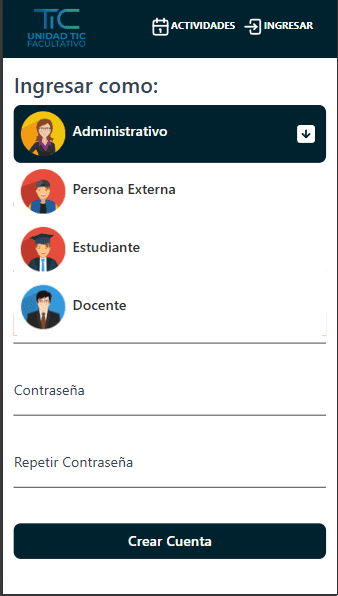 TIC
UNIDAD TIC
FACULTATIVO
ACTIVIDADES
INGRESAR
Ingresar como:
Administrativo
Persona Externa
Estudiante
Docente
Contraseña
Repetir Contraseña
Crear Cuenta